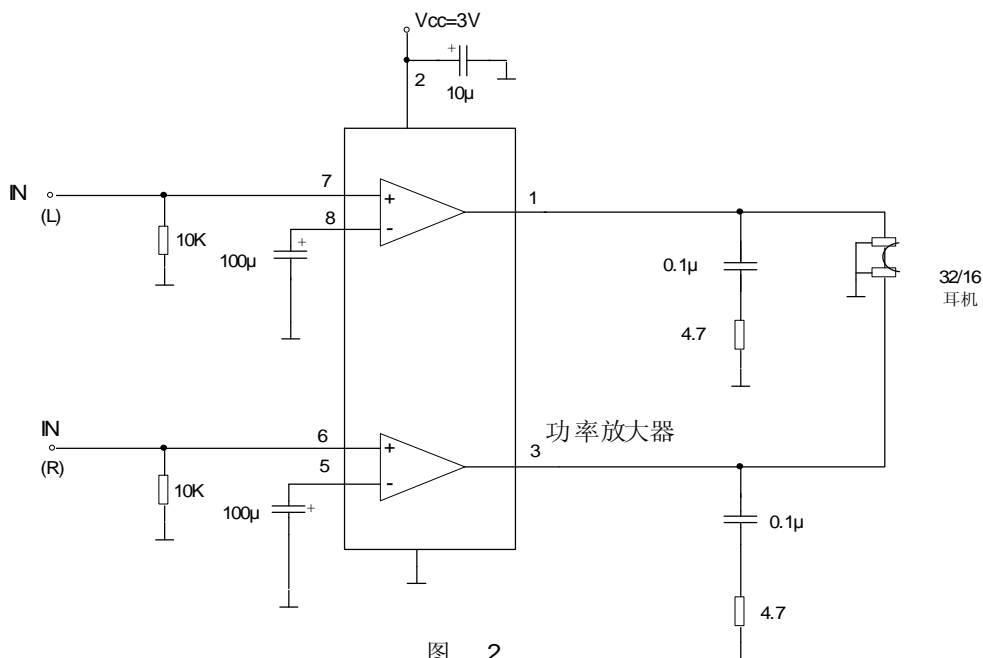 Vcc=3V
+
2
10µ
IN
(L)
7
+
1
8
-
10K
100µ
+
0.1µ
32/16
耳机
4.7
IN
(R)
功率放大器
6
+
3
5
-
10K
100µ
+
0.1µ
4.7
图 2